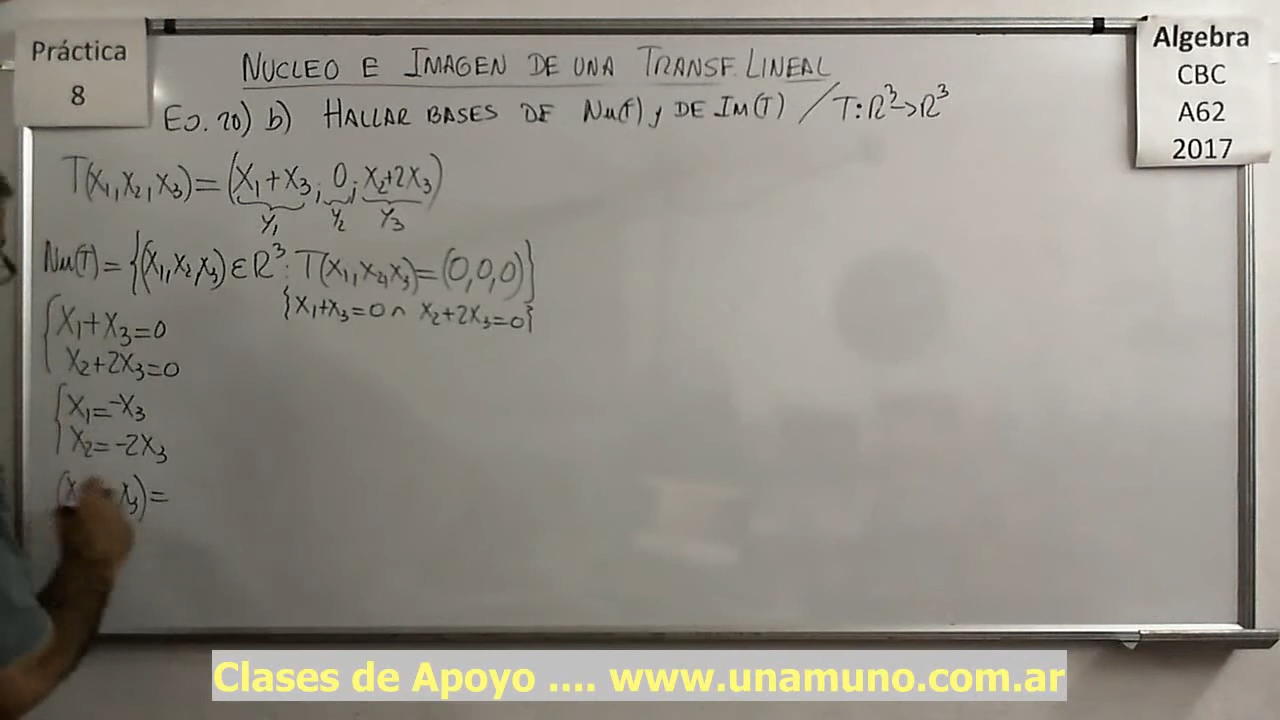 Práctica
8
NUCLEO E IMAGEN DE UNA TRANSF. LINEAL
Algebra
CBC
A62
2017
EJ. 20) b) HALLAR BASES DE Nu(T) y DE IM(T) / T: ℝ³→ℝ³
T(x₁, x₂, x₃) = (x₁+x₃; 0; x₂+2x₃)
y₁ y₂ y₃
Nu(T) = {(x₁, x₂, x₃) ∈ ℝ³: T(x₁, x₂, x₃) = (0,0,0)}
{x₁+x₃=0 ∩ x₂+2x₃=0}
{x₁+x₃=0
x₂+2x₃=0
{x₁=-x₃
x₂=-2x₃
(x x₃)=
Clases de Apoyo .... www.unamuno.com.ar